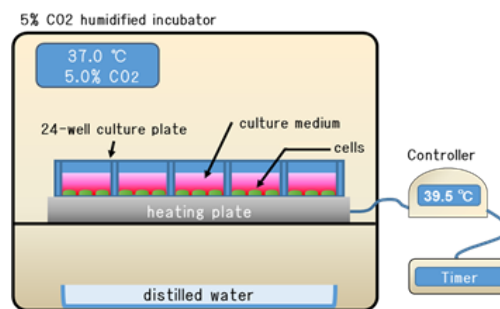 5% CO2 humidified incubator
37.0 ℃
5.0% CO2
24-well culture plate
culture medium
cells
Controller
39.5 ℃
heating plate
Timer
distilled water